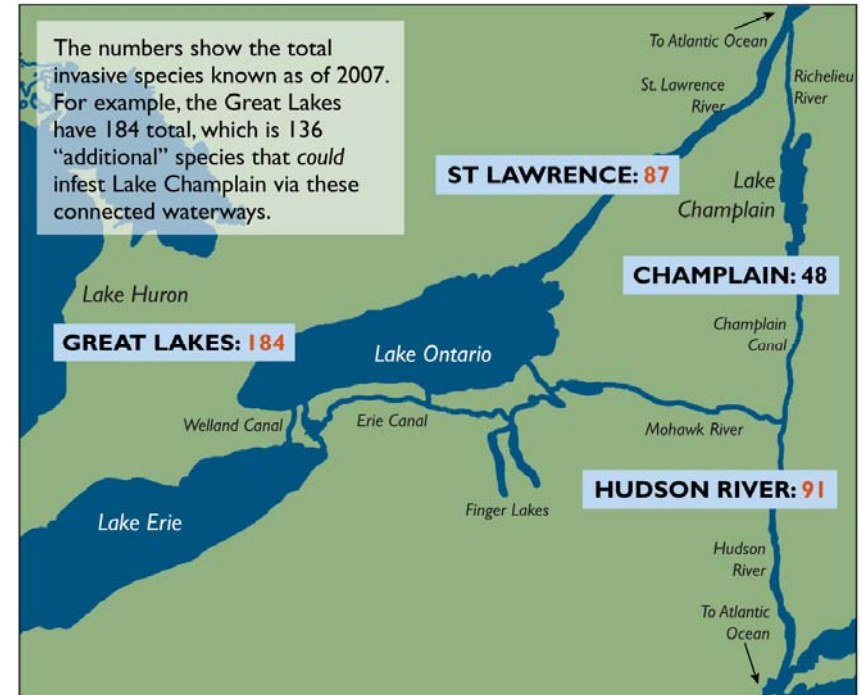 The numbers show the total
invasive species known as of 2007.
For example, the Great Lakes
have 184 total, which is 136
“additional” species that could
infest Lake Champlain via these
connected waterways.
To Atlantic Ocean
St. Lawrence
River
Richelieu
River
ST LAWRENCE: 87
Lake
Champlain
CHAMPLAIN: 48
Lake Huron
GREAT LAKES: 184
Lake Ontario
Champlain
Canal
Welland Canal
Erie Canal
Mohawk River
HUDSON RIVER: 91
Finger Lakes
Lake Erie
Hudson
River
To Atlantic
Ocean